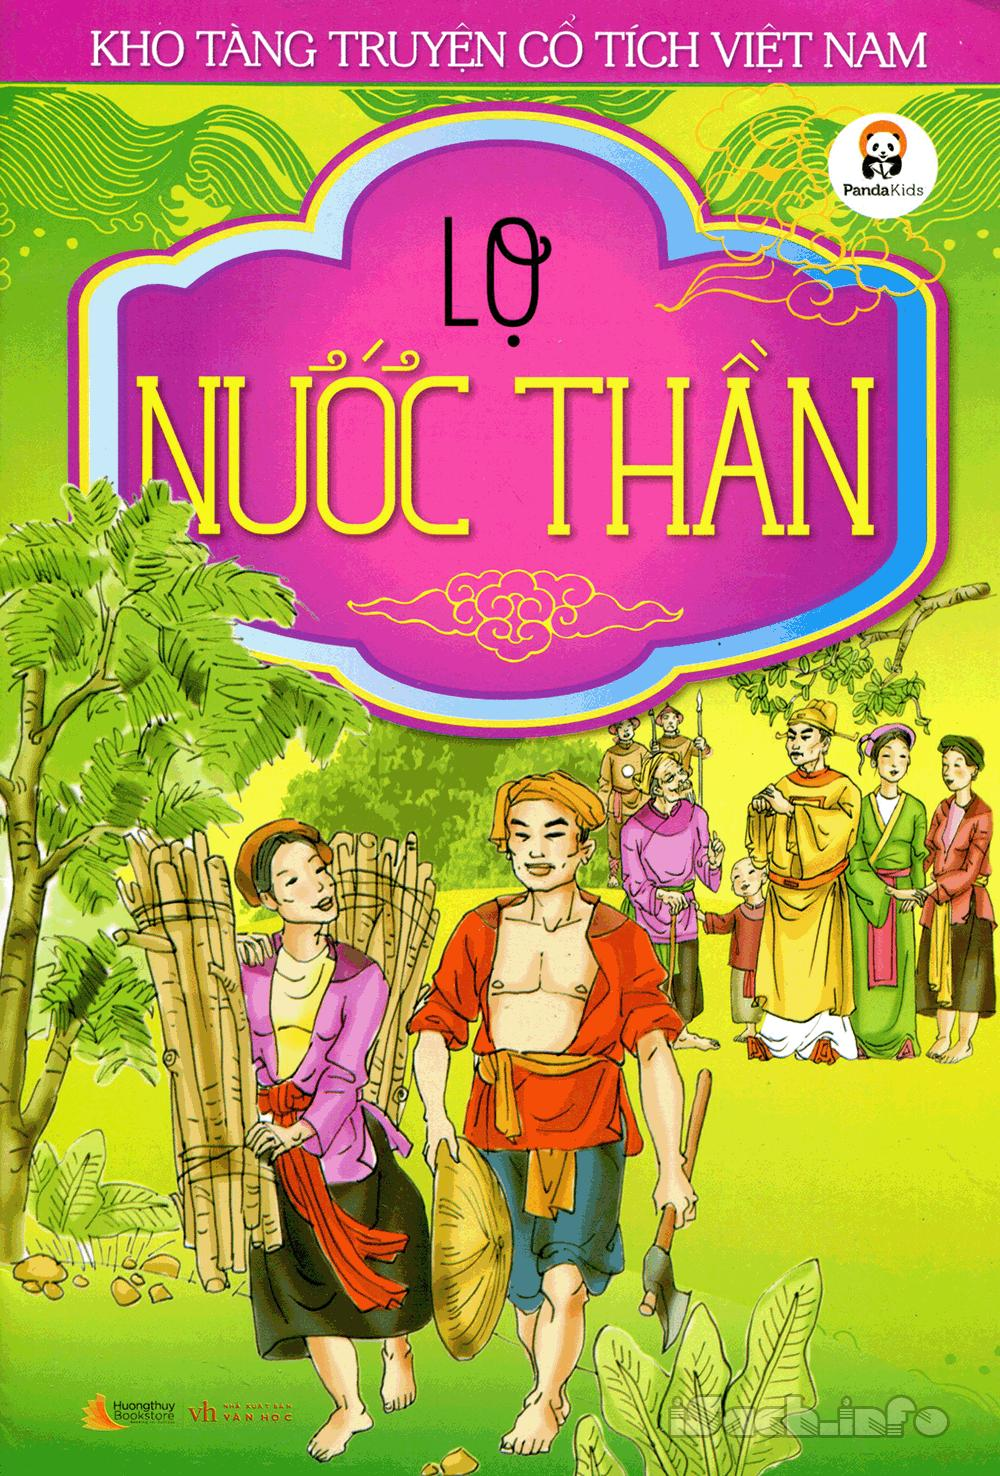 KHO TÀNG TRUYỆN CỔ TÍCH VIỆT NAM
PandaKids
LỌ
NƯỚC THẦN
Huongthuy
Bookstore
vh NHÀ XUẤT BẢN
VĂN HỌC
iSach.info